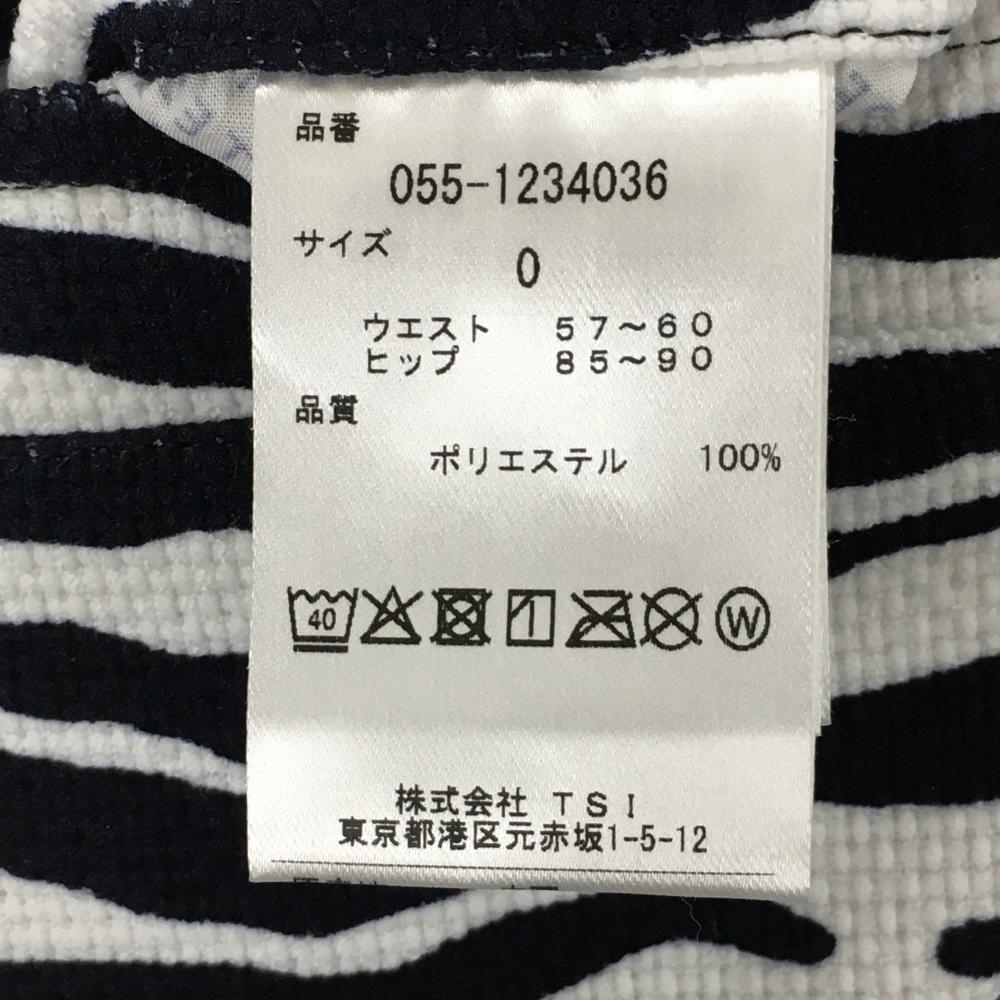 品番
055-1234036
サイズ
0
ウエスト 57～60
ヒップ 85～90
品質
ポリエステル 100%
40
W
株式会社 TSI
東京都港区元赤坂1-5-12